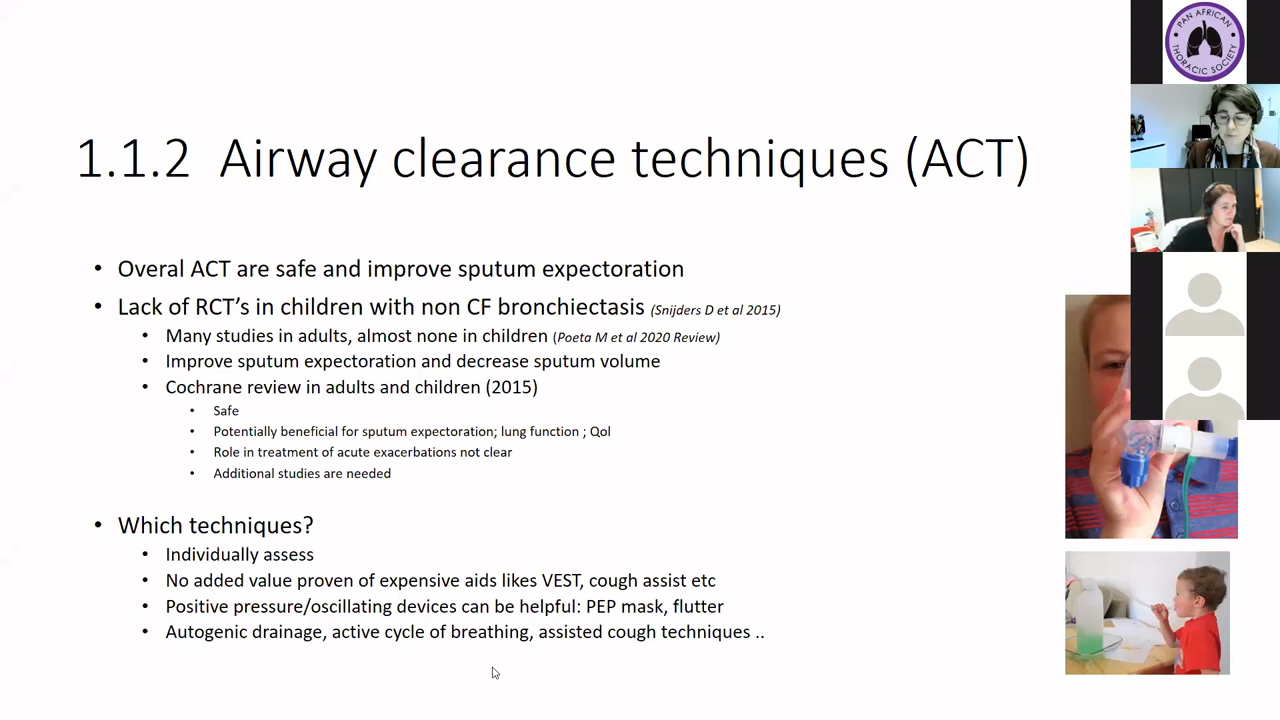 1.1.2 Airway clearance techniques (ACT)
• Overal ACT are safe and improve sputum expectoration
• Lack of RCT's in children with non CF bronchiectasis (Snijders D et al 2015)
• Many studies in adults, almost none in children (Poeta M et al 2020 Review)
• Improve sputum expectoration and decrease sputum volume
• Cochrane review in adults and children (2015)
• Safe
• Potentially beneficial for sputum expectoration; lung function ; Qol
• Role in treatment of acute exacerbations not clear
• Additional studies are needed
• Which techniques?
• Individually assess
• No added value proven of expensive aids likes VEST, cough assist etc
• Positive pressure/oscillating devices can be helpful: PEP mask, flutter
• Autogenic drainage, active cycle of breathing, assisted cough techniques ..
PAN AFRICAN
THORACIC SOCIETY